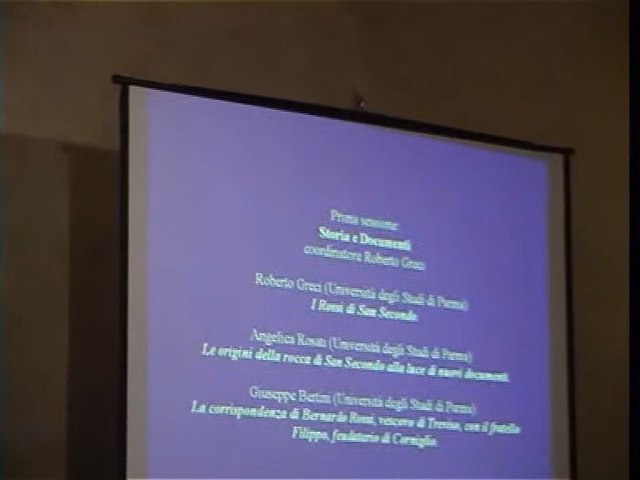 Prima sessione:
Storia e Documenti
coordinatore Roberto Greci
Roberto Greci (Università degli Studi di Parma)
I Rossi di San Secondo.
Angelica Rosati (Università degli Studi di Parma)
Le origini della rocca di San Secondo alla luce di nuovi documenti.
Giuseppe Bertini (Università degli Studi di Parma)
La corrispondenza di Bernardo Rossi, vescovo di Treviso, con il fratello
Filippo, feudatario di Corniglio.